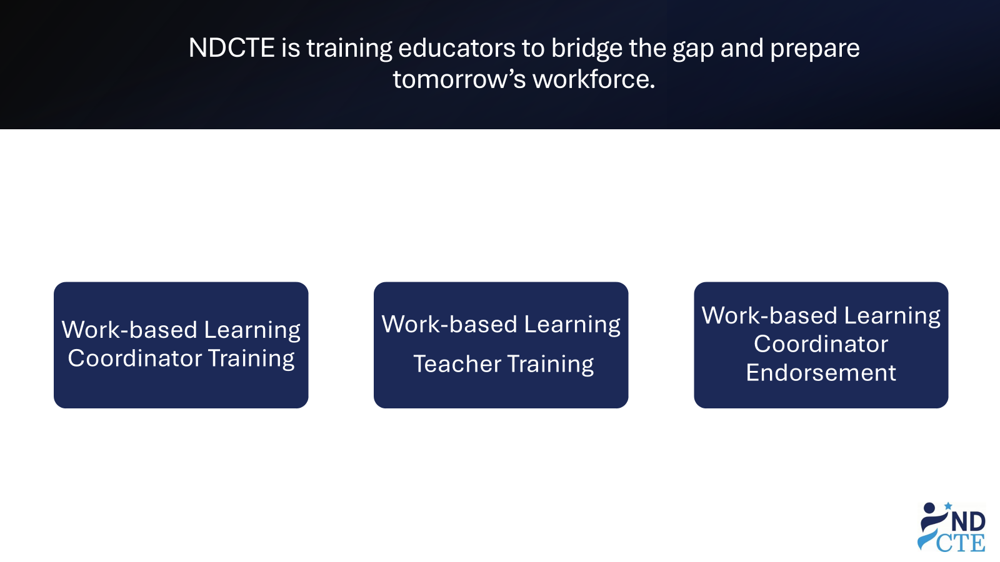 NDCTE is training educators to bridge the gap and prepare
tomorrow’s workforce.
Work-based Learning
Coordinator Training
Work-based Learning
Teacher Training
Work-based Learning
Coordinator
Endorsement
ND
CTE